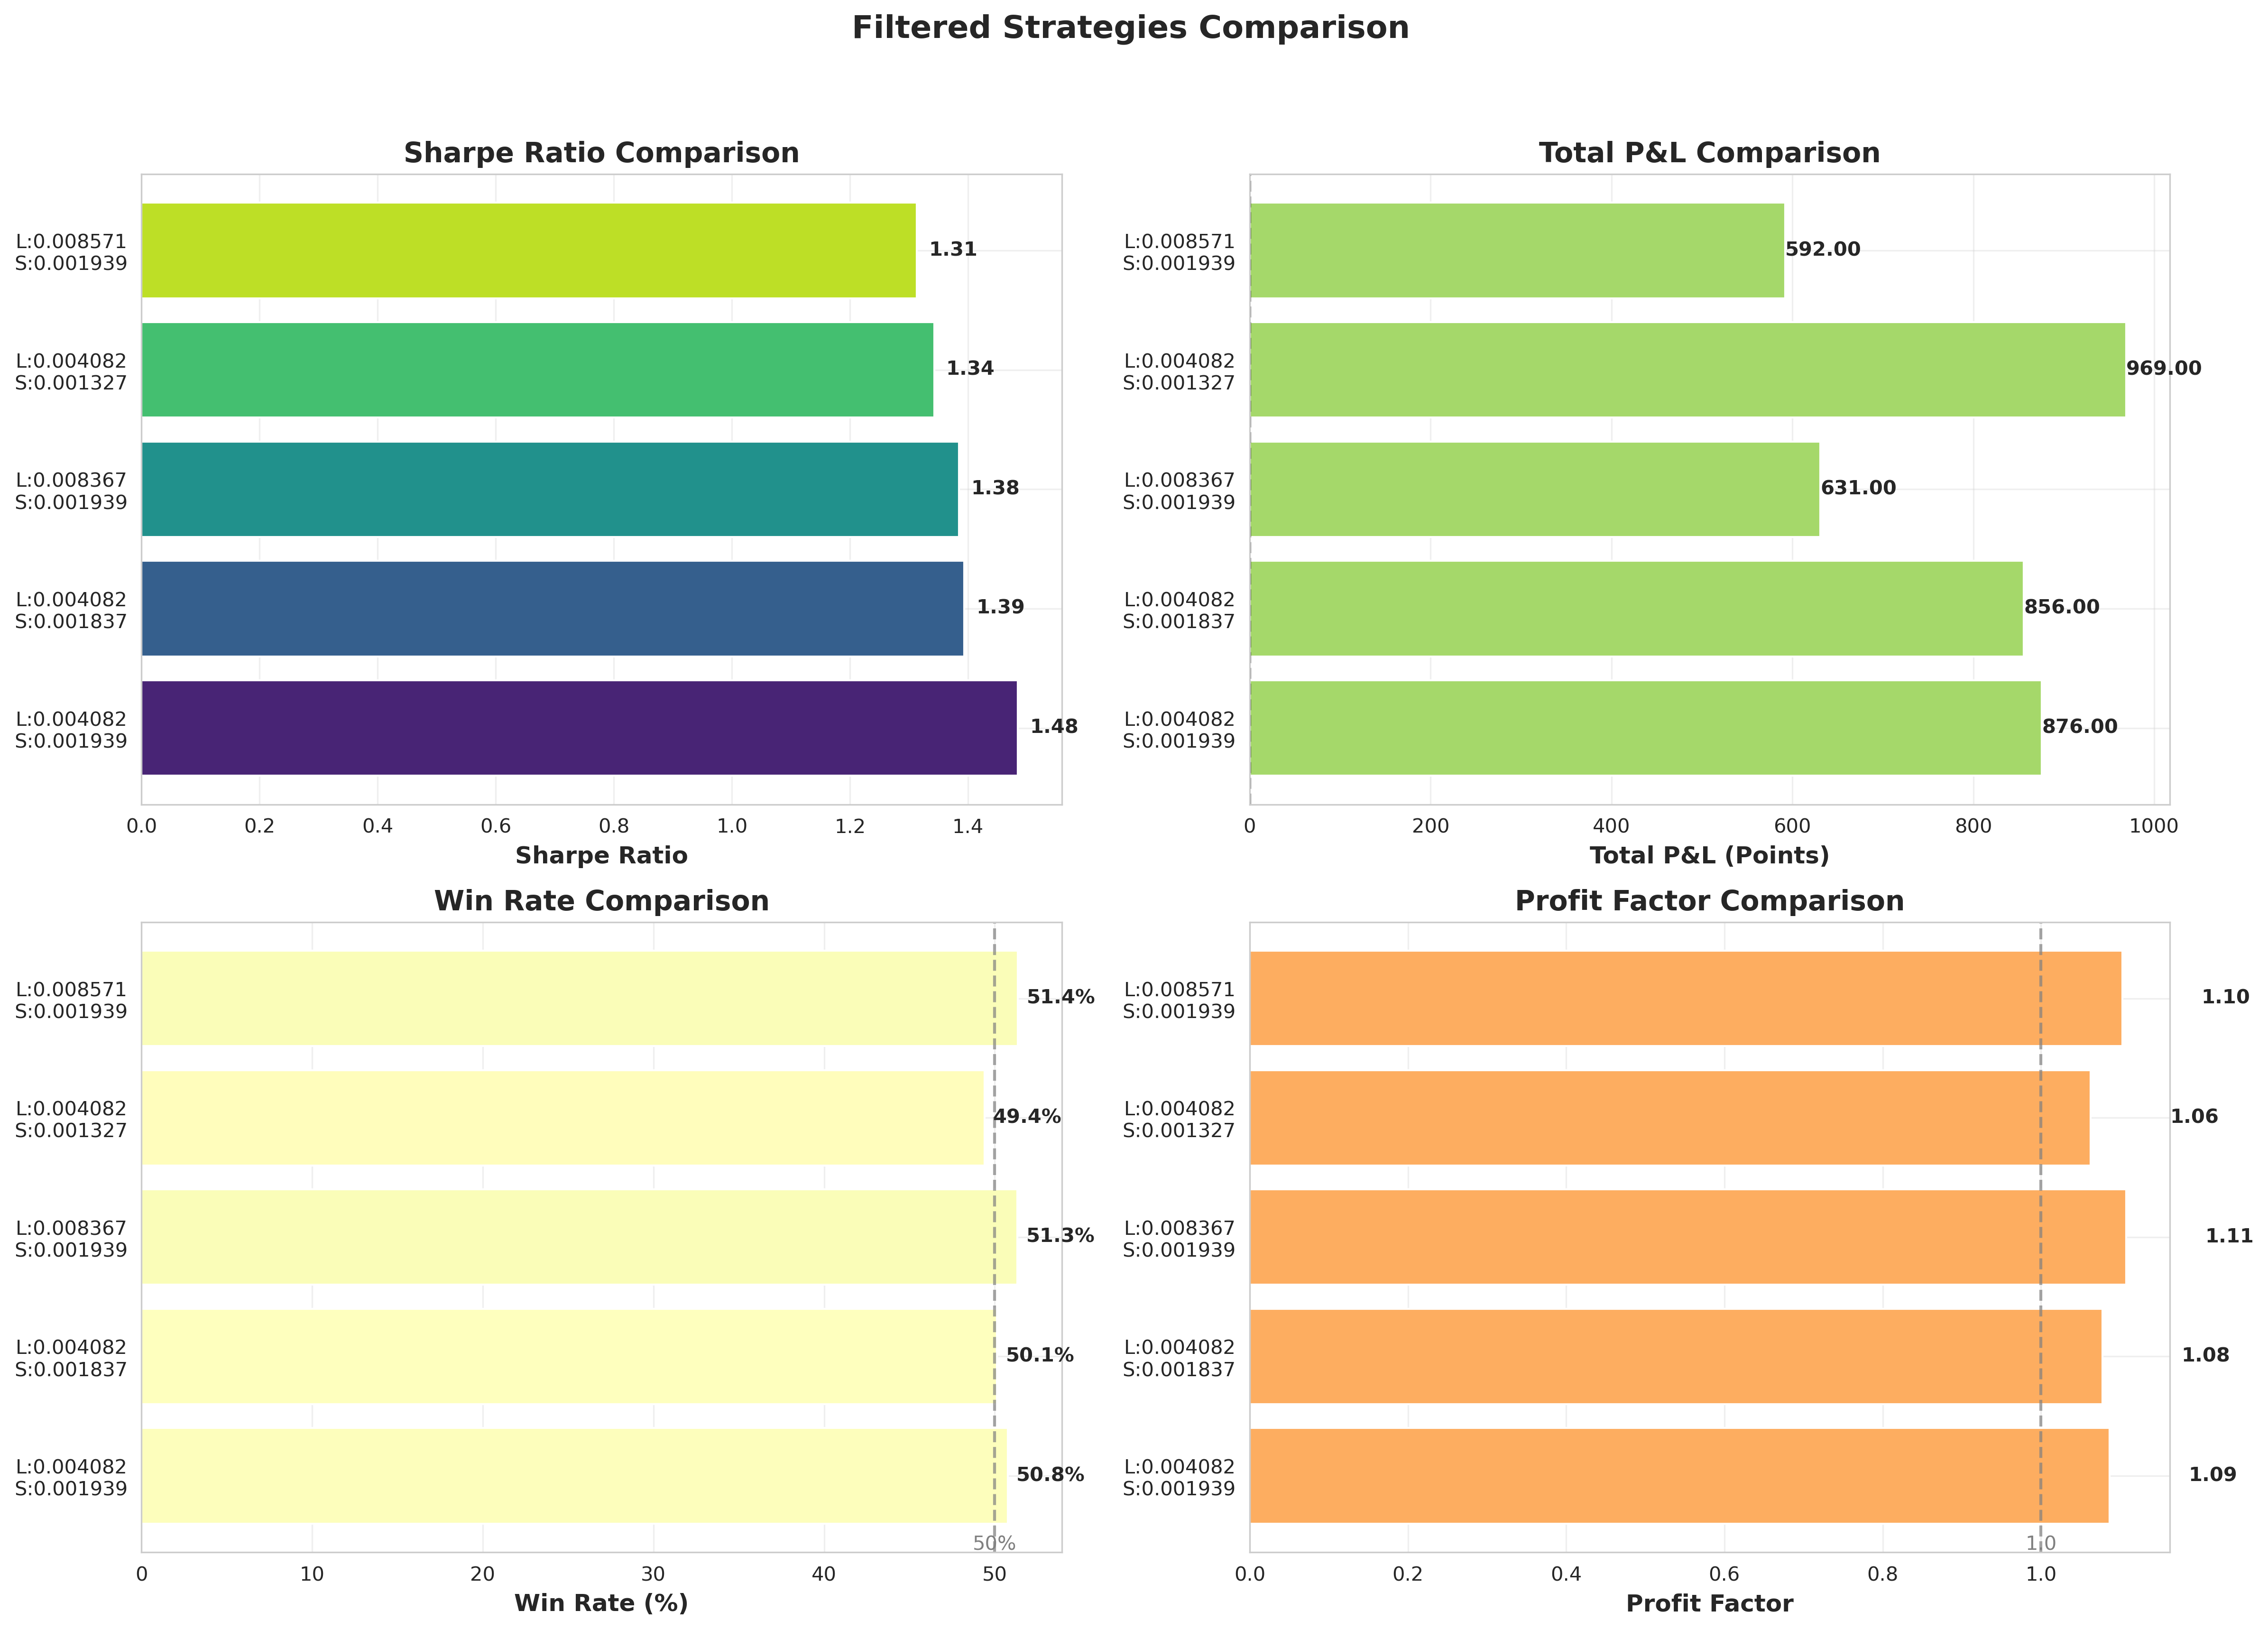 Filtered Strategies Comparison
Sharpe Ratio Comparison
L:0.008571
S:0.001939
1.31
L:0.004082
S:0.001327
1.34
L:0.008367
S:0.001939
1.38
L:0.004082
S:0.001837
1.39
L:0.004082
S:0.001939
1.48
0.0 0.2 0.4 0.6 0.8 1.0 1.2 1.4
Sharpe Ratio
Total P&L Comparison
L:0.008571
S:0.001939
592.00
L:0.004082
S:0.001327
969.00
L:0.008367
S:0.001939
631.00
L:0.004082
S:0.001837
856.00
L:0.004082
S:0.001939
876.00
0 200 400 600 800 1000
Total P&L (Points)
Win Rate Comparison
L:0.008571
S:0.001939
51.4%
L:0.004082
S:0.001327
49.4%
L:0.008367
S:0.001939
51.3%
L:0.004082
S:0.001837
50.1%
L:0.004082
S:0.001939
50.8%
50%
0 10 20 30 40 50
Win Rate (%)
Profit Factor Comparison
L:0.008571
S:0.001939
1.10
L:0.004082
S:0.001327
1.06
L:0.008367
S:0.001939
1.11
L:0.004082
S:0.001837
1.08
L:0.004082
S:0.001939
1.09
1.0
0.0 0.2 0.4 0.6 0.8 1.0
Profit Factor